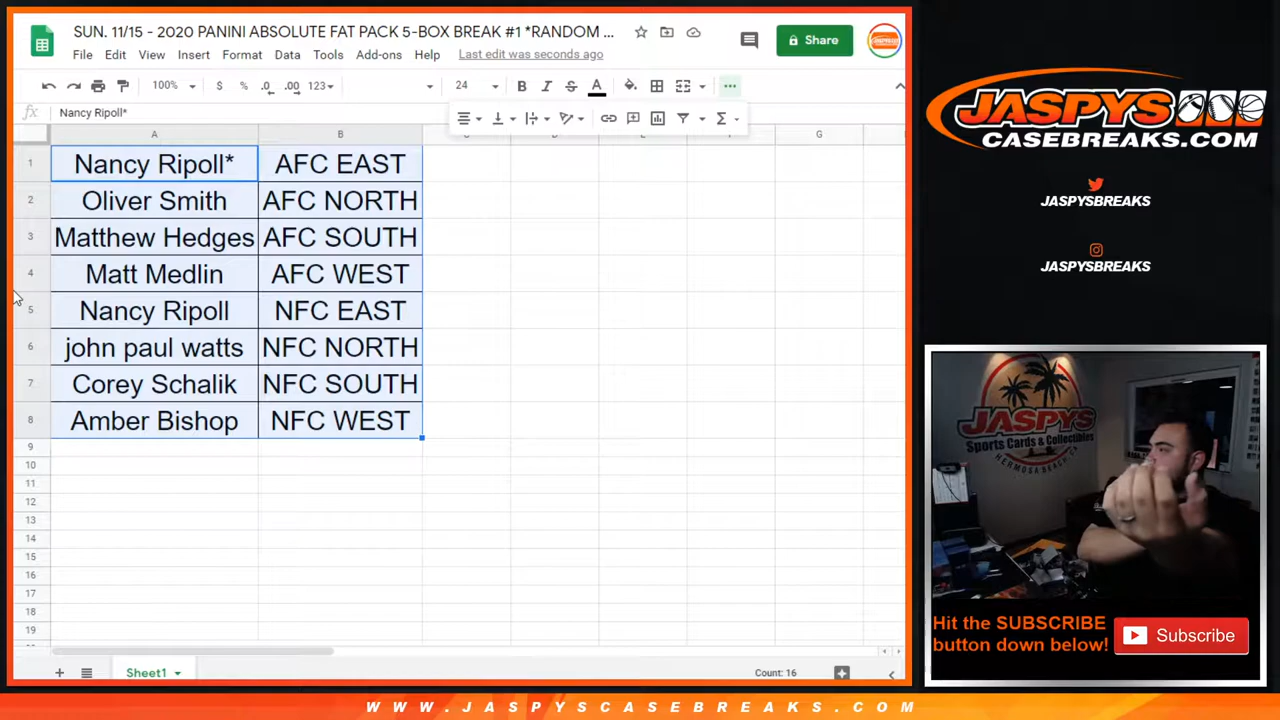 SUN. 11/15 - 2020 PANINI ABSOLUTE FAT PACK 5-BOX BREAK #1 *RANDOM ...
File Edit View Insert Format Data Tools Add-ons Help Last edit was seconds ago
Share
100% $ % .0 .00 123 24 B I S A
fx Nancy Ripoll*
A B C D E F G
1 Nancy Ripoll* AFC EAST
2 Oliver Smith AFC NORTH
3 Matthew Hedges AFC SOUTH
4 Matt Medlin AFC WEST
5 Nancy Ripoll NFC EAST
6 john paul watts NFC NORTH
7 Corey Schalik NFC SOUTH
8 Amber Bishop NFC WEST
9
10
11
12
13
14
15
16
17
18
19
Sheet1
Count: 16
JASPYS
CASEBREAKS.COM
JASPYSBREAKS
JASPYSBREAKS
JASPYS
Sports Cards & Collectibles
HERMOSA BEACH, CA
Hit the SUBSCRIBE
button down below!
Subscribe
WWW.JASPYSCASEBREAKS.COM